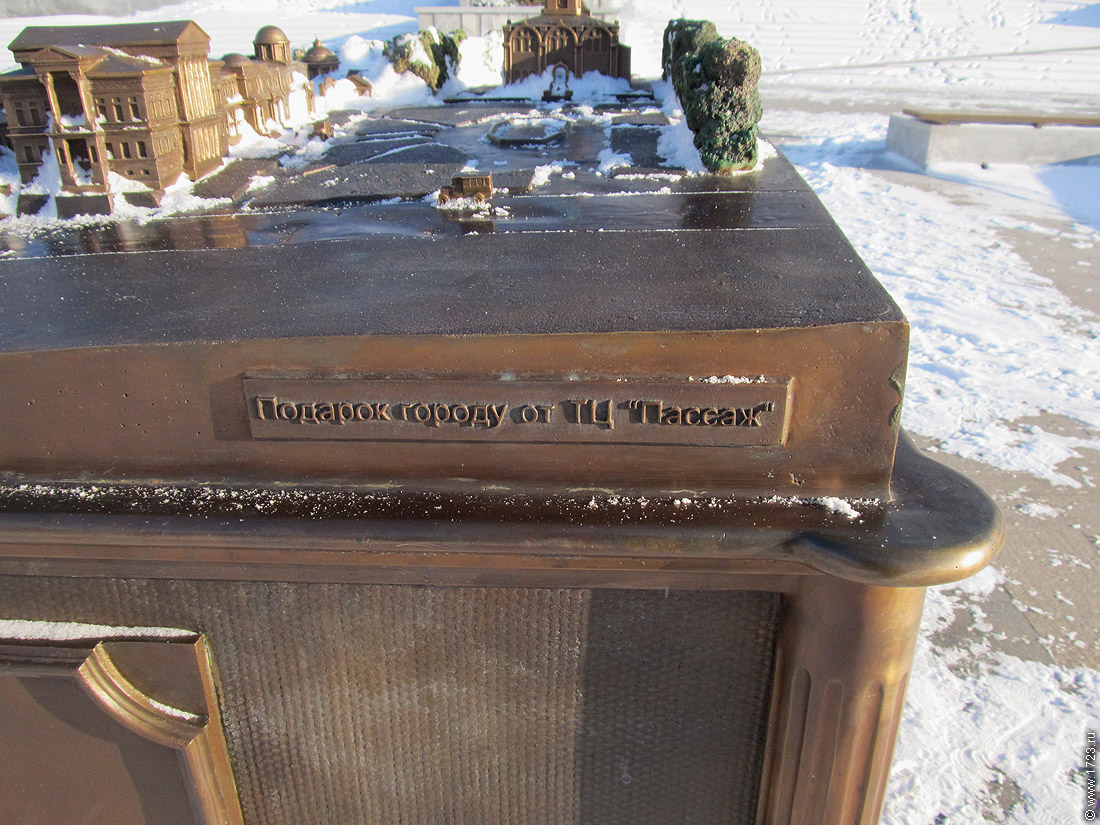 Подарок городу от ТЦ "Пассаж"
© www.1723.ru